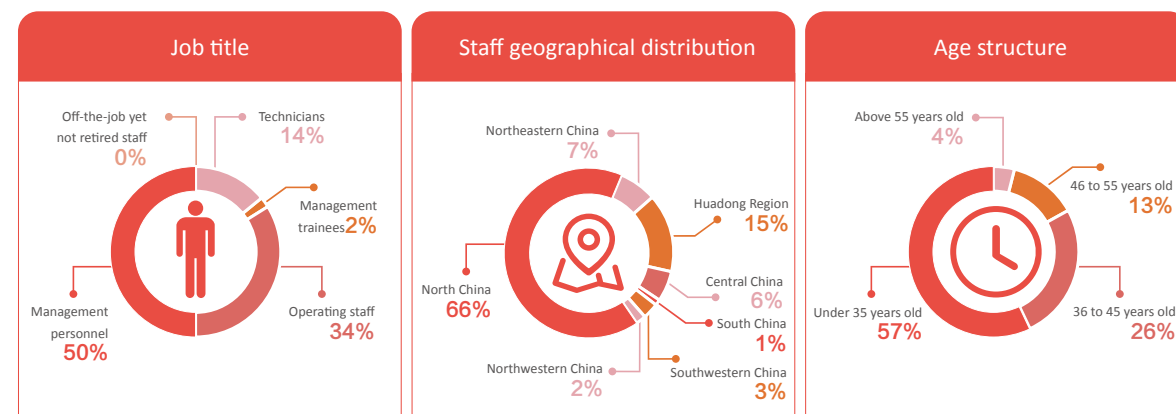 Job title
Off-the-job yet
not retired staff
0%
Technicians
14%
Management
trainees2%
Management
personnel
50%
Operating staff
34%
Staff geographical distribution
Northeastern China
7%
Huadong Region
15%
North China
66%
Central China
6%
South China
1%
Northwestern China
2%
Southwestern China
3%
Age structure
Above 55 years old
4%
46 to 55 years old
13%
Under 35 years old
57%
36 to 45 years old
26%